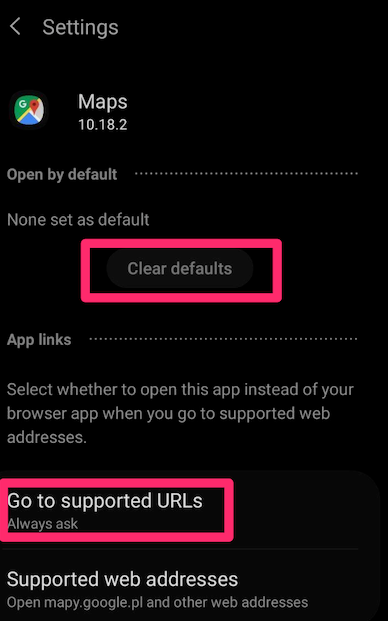 Settings
Maps
10.18.2
Open by default
None set as default
Clear defaults
App links
Select whether to open this app instead of your
browser app when you go to supported web
addresses.
Go to supported URLs
Always ask
Supported web addresses
Open mapy.google.pl and other web addresses